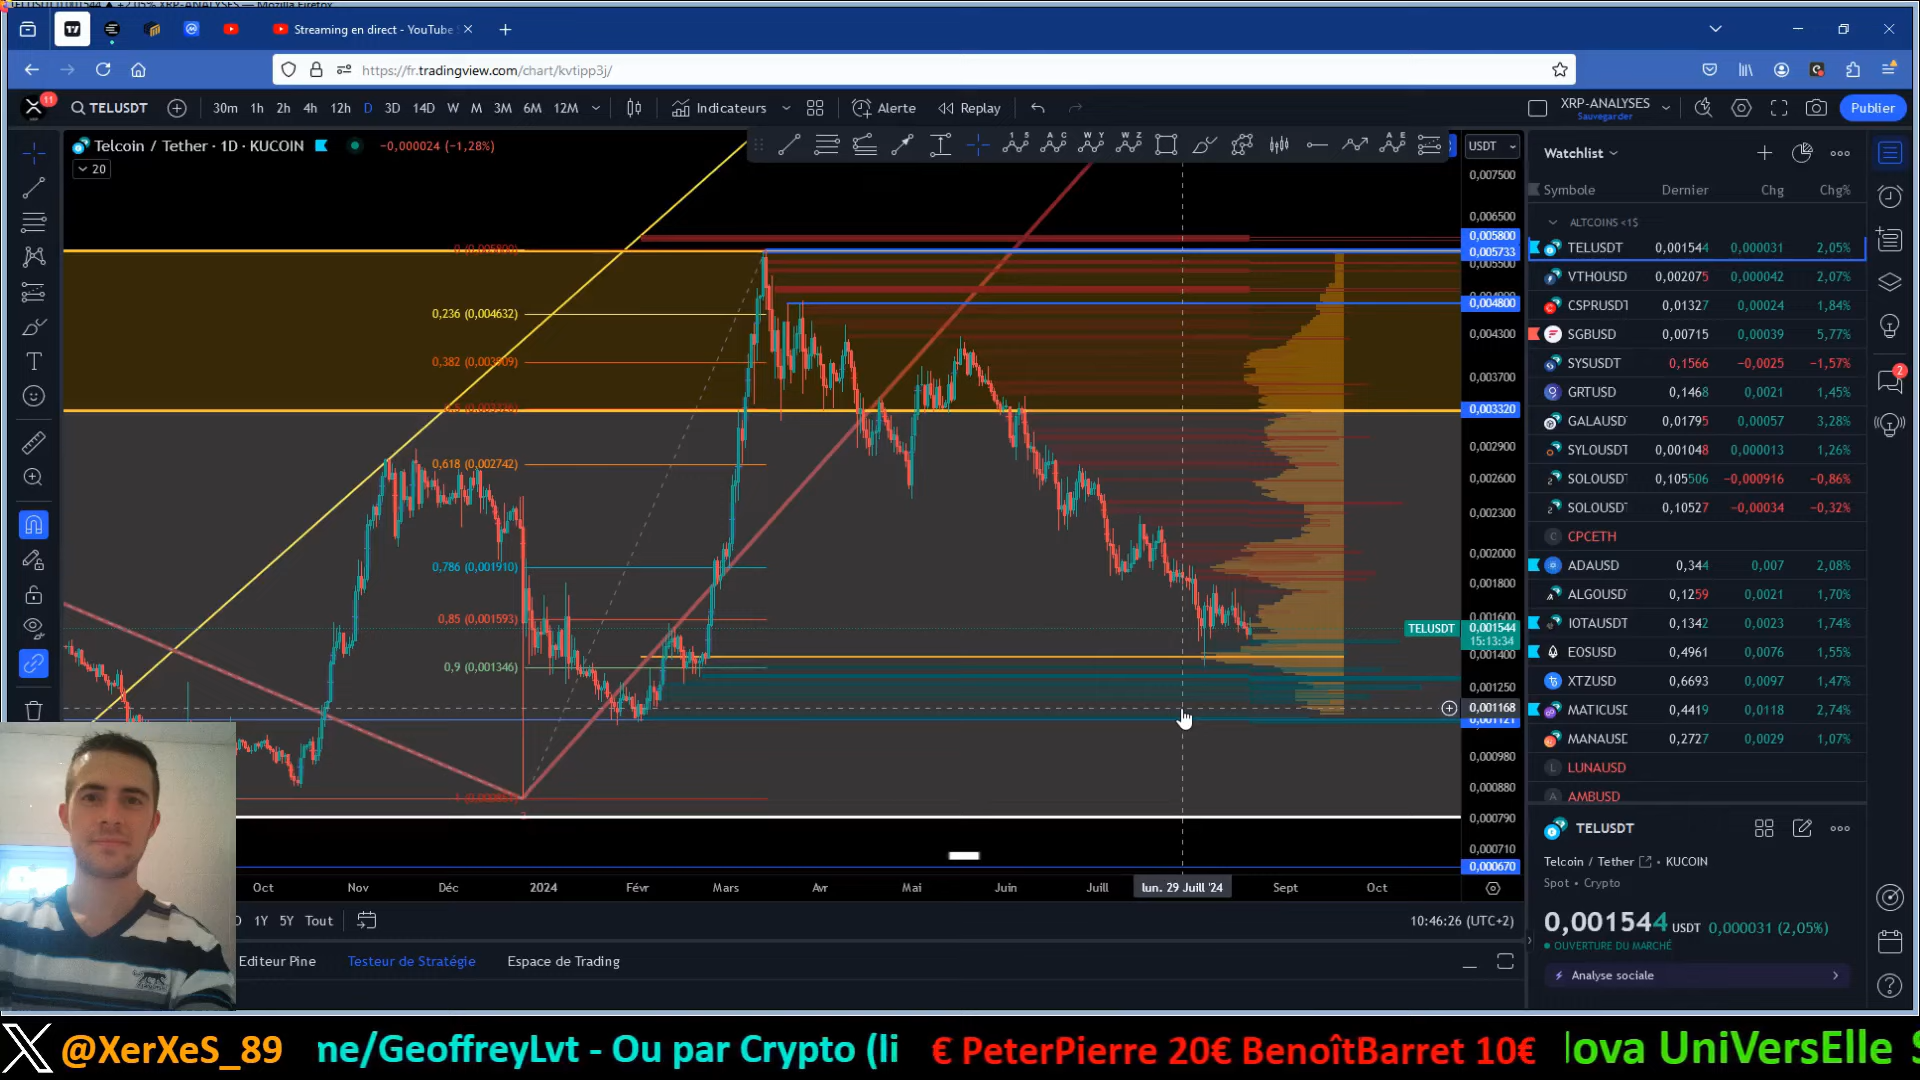 Streaming en direct - YouTube
https://fr.tradingview.com/chart/kvtipp3j/
11
TELUSDT
30m 1h 2h 4h 12h D 3D 14D W M 3M 6M 12M
Indicateurs
Alerte
Replay
XRP-ANALYSES
Sauvegarder
Publier
Telcoin / Tether · 1D · KUCOIN
−0,000024 (−1,28%)
20
USDT
0,007500
0,006500
0,005800
0,005733
0,005500
0,004800
0,004300
0,003700
0,003320
0,002900
0,002600
0,002300
0,002000
0,001800
0,001600
TELUSDT 0,001544
15:13:34
0,001400
0,001250
0,001168
0,001121
0,000980
0,000880
0,000790
0,000710
0,000670
0,236 (0,004632)
0,618 (0,002742)
0,786 (0,001910)
0,85 (0,001593)
0,9 (0,001346)
Oct Nov Déc 2024 Févr Mars Avr Mai Juin Juill lun. 29 Juill '24 Sept Oct
1Y 5Y Tout
10:46:26 (UTC+2)
Editeur Pine
Testeur de Stratégie
Espace de Trading
Watchlist
Symbole Dernier Chg Chg%
ALTCOINS <1$
TELUSDT 0,001544 0,000031 2,05%
VTHOUSD 0,002075 0,000042 2,07%
CSPRUSDT 0,01327 0,00024 1,84%
SGBUSD 0,00715 0,00039 5,77%
SYSUSDT 0,1566 −0,0025 −1,57%
GRTUSD 0,1468 0,0021 1,45%
GALAUSD 0,01795 0,00057 3,28%
SYLOUSDT 0,001048 0,000013 1,26%
SOLOUSDT 0,105506 −0,000916 −0,86%
SOLOUSDT 0,10527 −0,00034 −0,32%
CPCETH
ADAUSD 0,344 0,007 2,08%
ALGOUSD 0,1259 0,0021 1,70%
IOTAUSDT 0,1342 0,0023 1,74%
EOSUSD 0,4961 0,0076 1,55%
XTZUSD 0,6693 0,0097 1,47%
MATICUSD 0,4419 0,0118 2,74%
MANAUSD 0,2727 0,0029 1,07%
LUNAUSD
AMBUSD
2
TELUSDT
Telcoin / Tether · KUCOIN
Spot · Crypto
0,001544 USDT 0,000031 (2,05%)
OUVERTURE DU MARCHÉ
Analyse sociale
@XerXeS_89 ne/GeoffreyLvt - Ou par Crypto (li € PeterPierre 20€ BenoîtBarret 10€ lova UniVersElle S